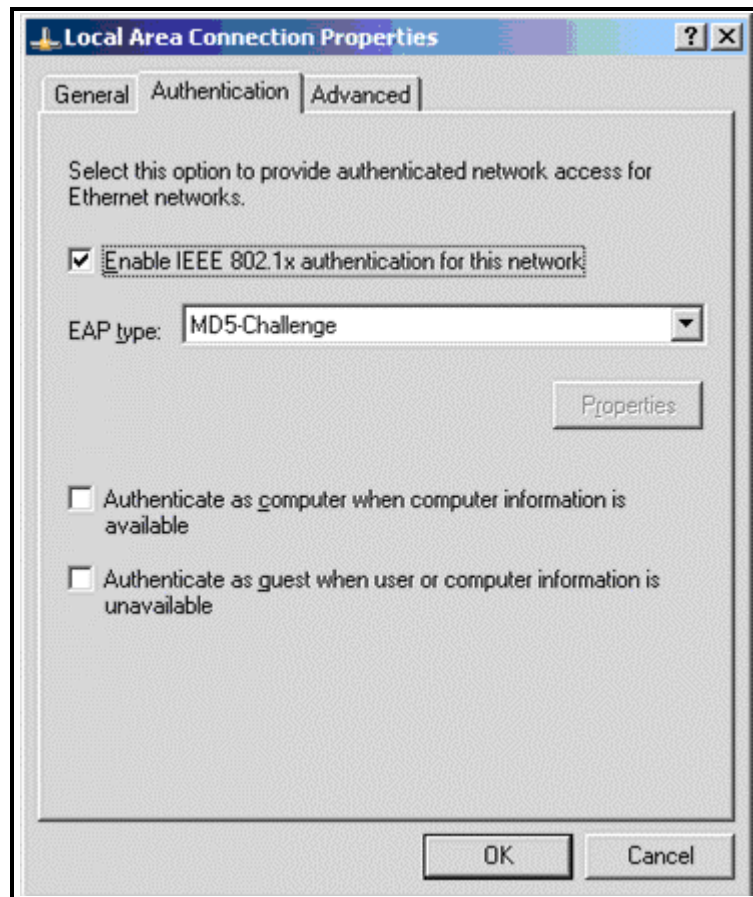 Local Area Connection Properties
General Authentication Advanced
Select this option to provide authenticated network access for
Ethernet networks.
Enable IEEE 802.1x authentication for this network
EAP type: MD5-Challenge
Properties
Authenticate as computer when computer information is
available
Authenticate as guest when user or computer information is
unavailable
OK Cancel